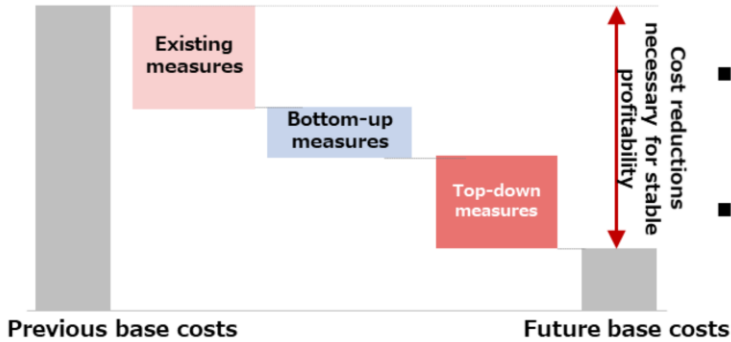 Existing
measures
Bottom-up
measures
Top-down
measures
Cost reductions
necessary for stable
profitability
Previous base costs
Future base costs